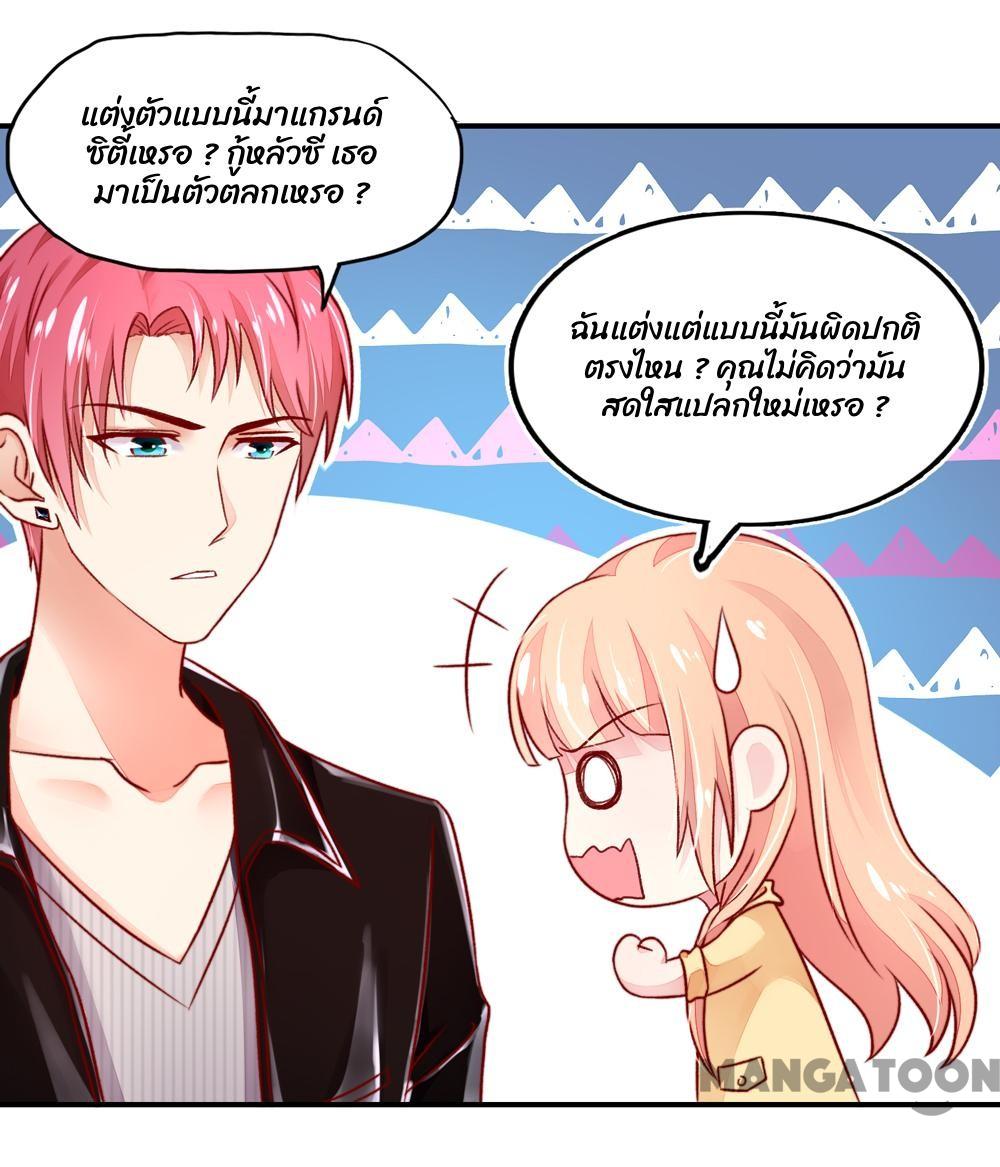 แต่งตัวแบบนี้มาแกรนด์
ซิตี้เหรอ ? กู้หลัวซี เธอ
มาเป็นตัวตลกเหรอ ?
ฉันแต่งแต่แบบนี้มันผิดปกติ
ตรงไหน ? คุณไม่คิดว่ามัน
สดใสแปลกใหม่เหรอ ?
MANGATOON